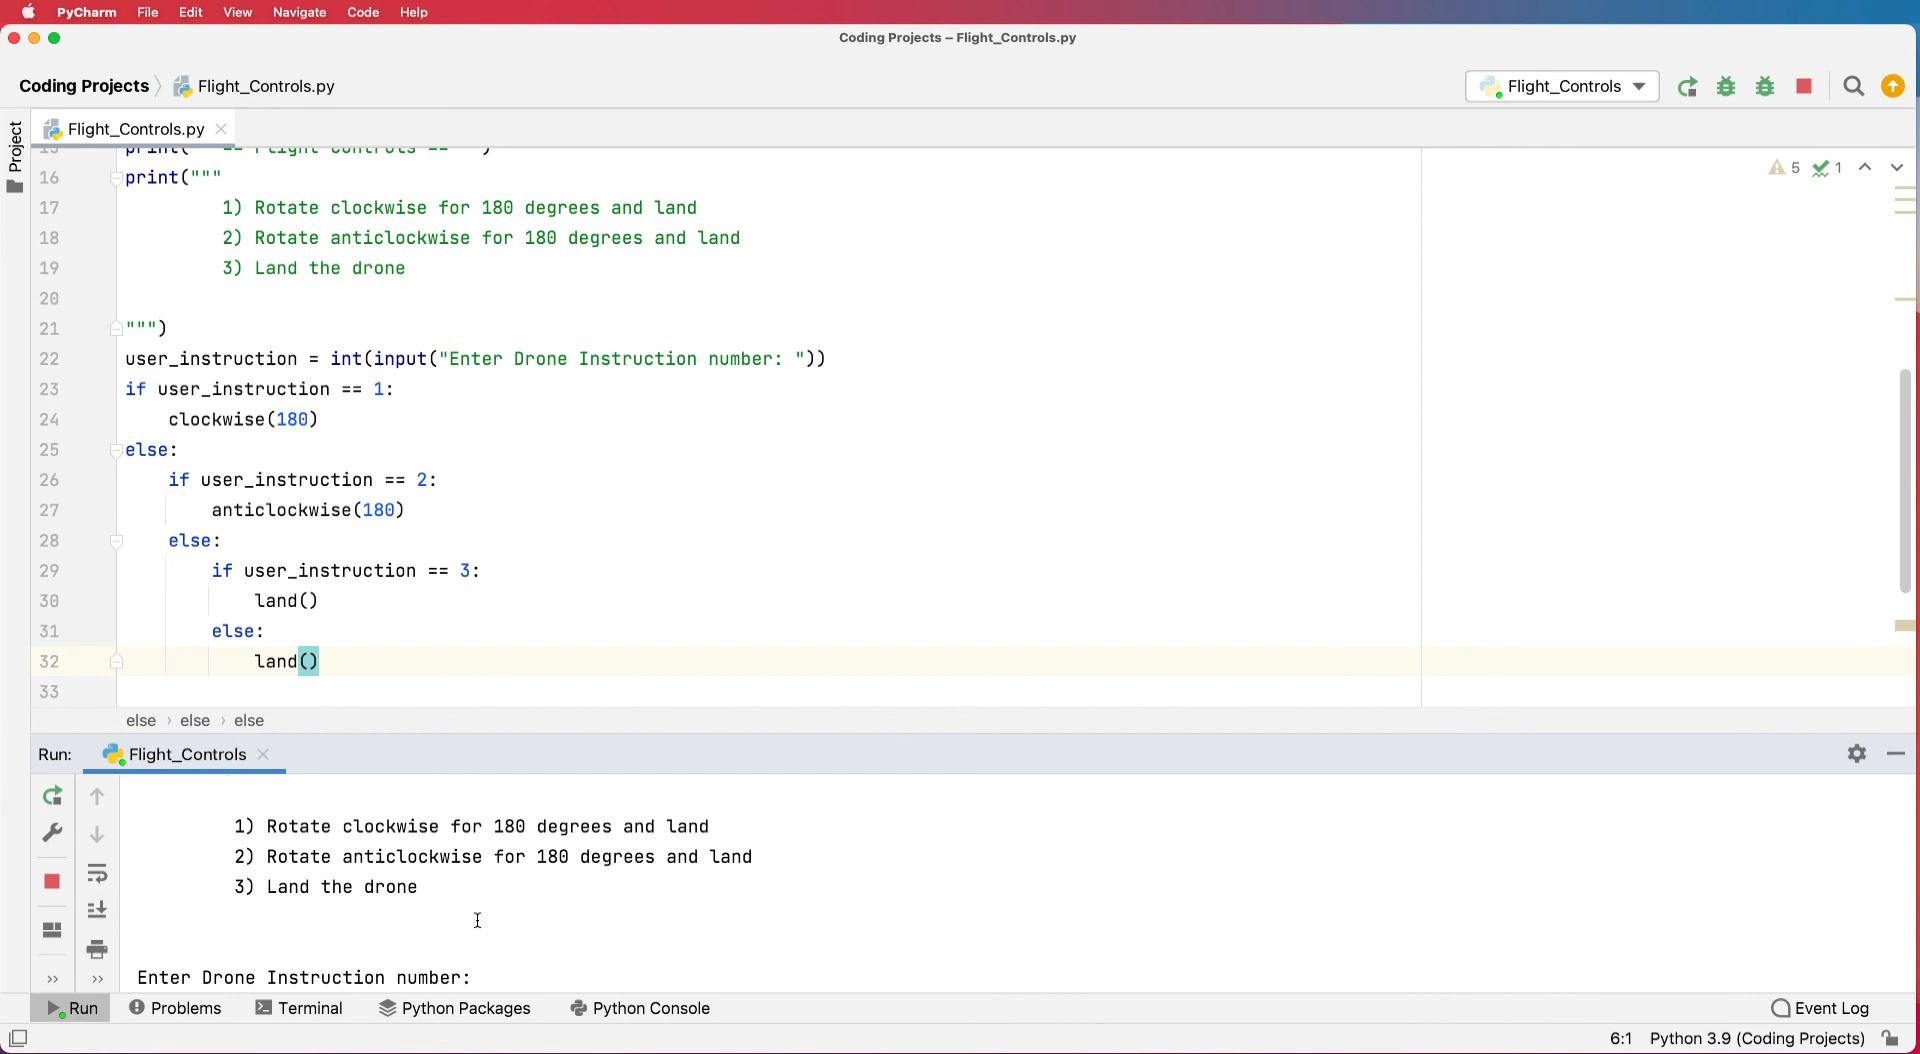 PyCharm File Edit View Navigate Code Help
Coding Projects – Flight_Controls.py
Coding Projects Flight_Controls.py Flight_Controls
Project
Flight_Controls.py
15 print(" == Flight Controls == ")
5 1
16 print("""
17 1) Rotate clockwise for 180 degrees and land
18 2) Rotate anticlockwise for 180 degrees and land
19 3) Land the drone
20
21 """)
22 user_instruction = int(input("Enter Drone Instruction number: "))
23 if user_instruction == 1:
24 clockwise(180)
25 else:
26 if user_instruction == 2:
27 anticlockwise(180)
28 else:
29 if user_instruction == 3:
30 land()
31 else:
32 land()
33
else › else › else
Run: Flight_Controls
1) Rotate clockwise for 180 degrees and land
2) Rotate anticlockwise for 180 degrees and land
3) Land the drone
Enter Drone Instruction number:
Run Problems Terminal Python Packages Python Console Event Log
6:1 Python 3.9 (Coding Projects)